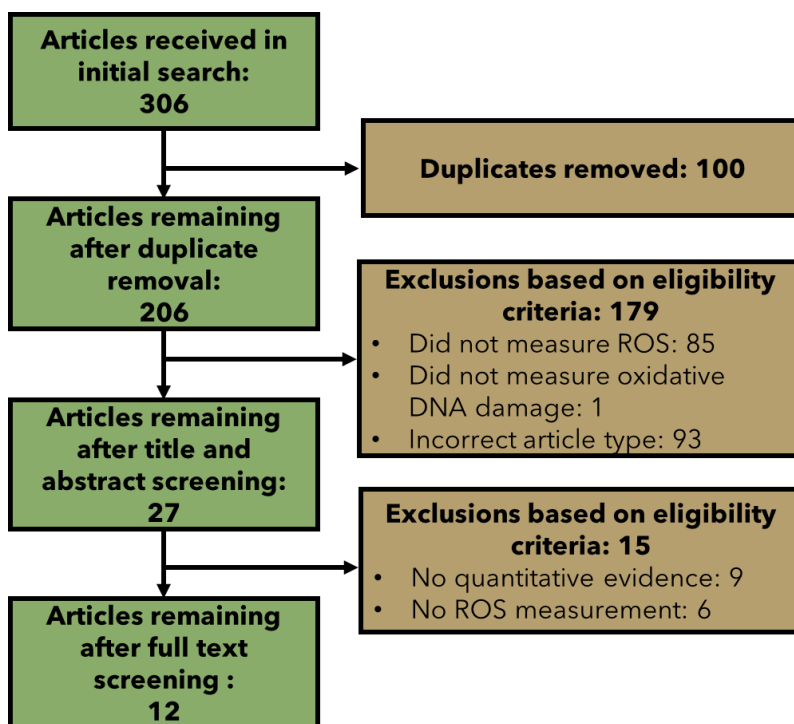 Articles received in
initial search:
306
Duplicates removed: 100
Articles remaining
after duplicate
removal:
206
Exclusions based on eligibility
criteria: 179
• Did not measure ROS: 85
• Did not measure oxidative
DNA damage: 1
• Incorrect article type: 93
Articles remaining
after title and
abstract screening:
27
Exclusions based on eligibility
criteria: 15
• No quantitative evidence: 9
• No ROS measurement: 6
Articles remaining
after full text
screening :
12